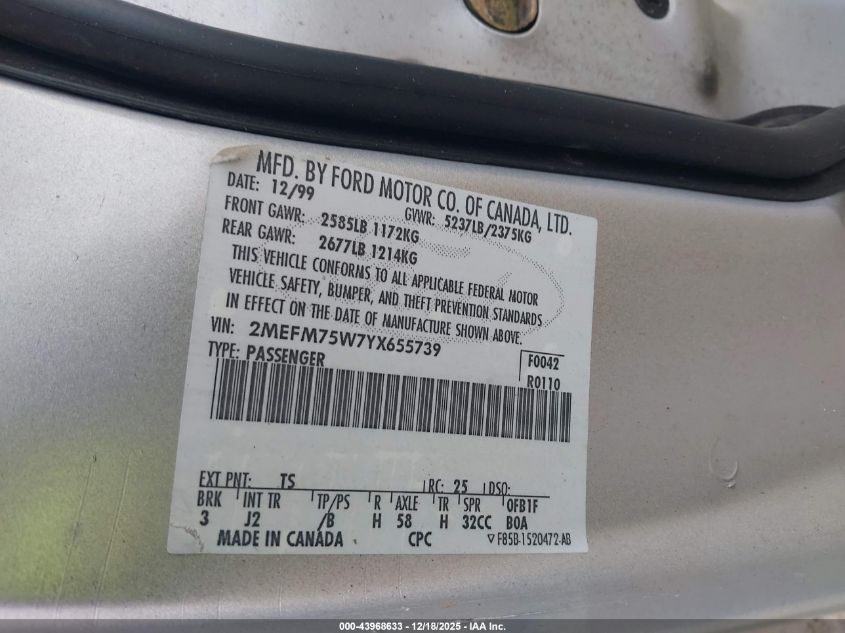 MFD. BY FORD MOTOR CO. OF CANADA, LTD.
DATE: 12/99 GVWR: 5237LB/2375KG
FRONT GAWR: 2585LB 1172KG
REAR GAWR: 2677LB 1214KG
THIS VEHICLE CONFORMS TO ALL APPLICABLE FEDERAL MOTOR
VEHICLE SAFETY, BUMPER, AND THEFT PREVENTION STANDARDS
IN EFFECT ON THE DATE OF MANUFACTURE SHOWN ABOVE.
VIN: 2MEFM75W7YX655739
TYPE: PASSENGER F0042
R0110
EXT PNT: TS RC: 25 DSO:
BRK INT TR TP/PS R AXLE TR SPR OFB1F
3 J2 /B H 58 H 32CC BOA
MADE IN CANADA CPC ▽F85B-1520472-AB
000-43968633 12/18/2025 - IAA Inc.